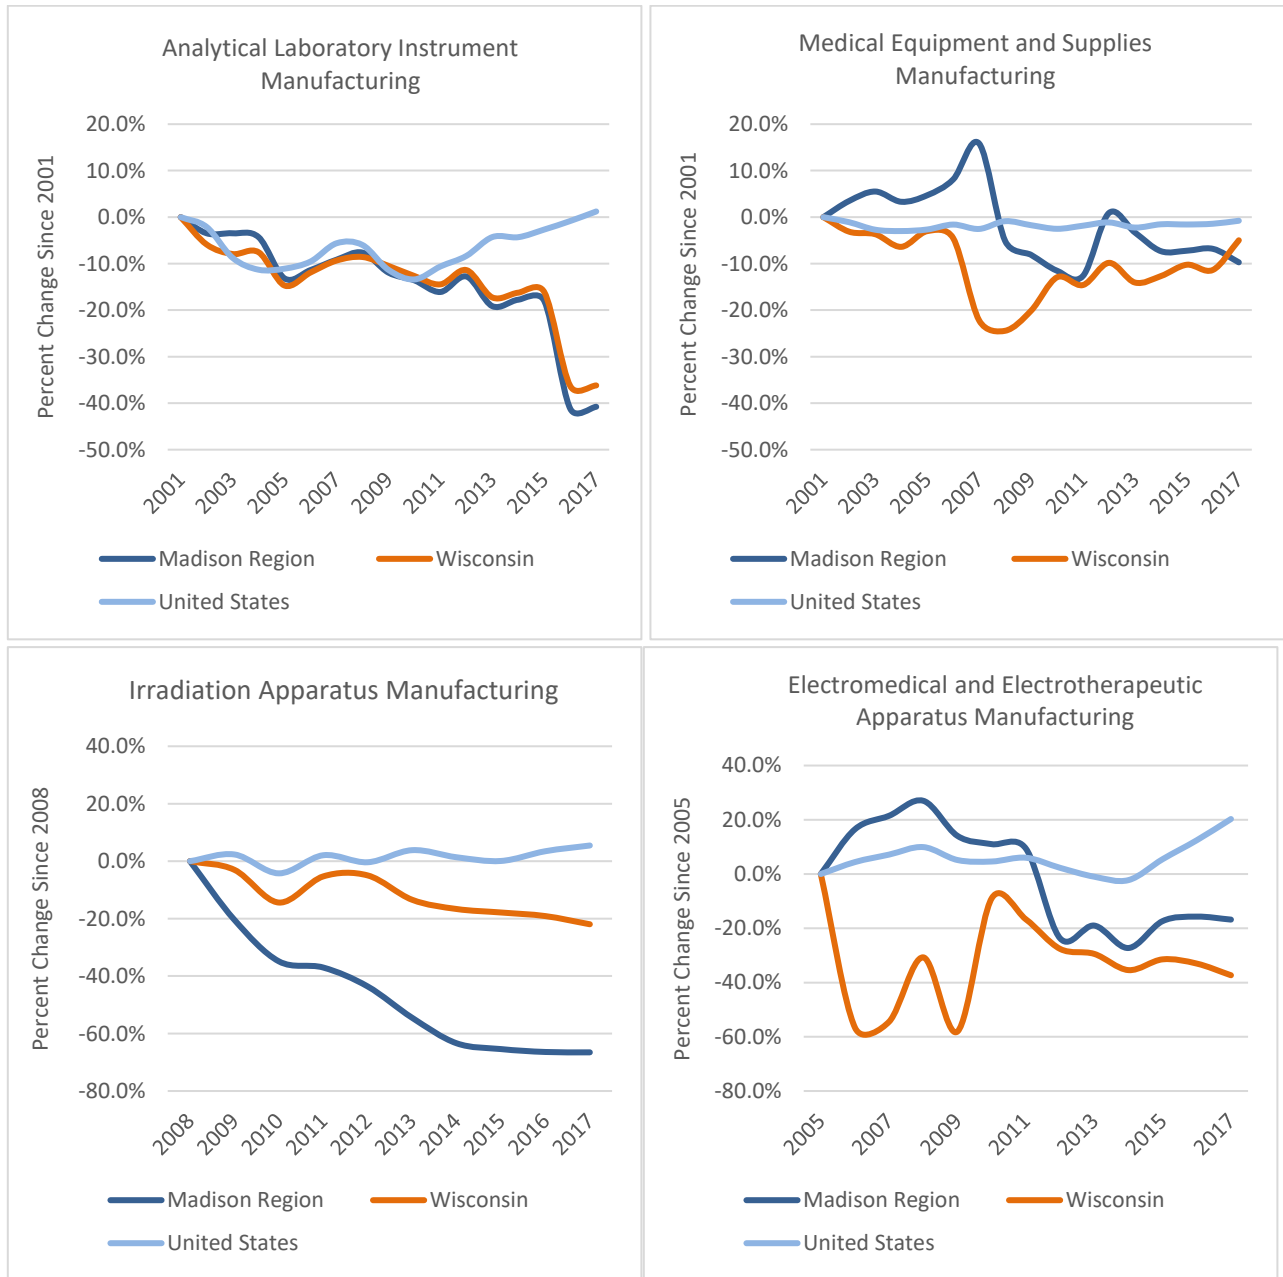 Analytical Laboratory Instrument
Manufacturing
Percent Change Since 2001
20.0%
10.0%
0.0%
-10.0%
-20.0%
-30.0%
-40.0%
-50.0%
2001
2003
2005
2007
2009
2011
2013
2015
2017
Madison Region
Wisconsin
United States
Medical Equipment and Supplies
Manufacturing
Percent Change Since 2001
20.0%
10.0%
0.0%
-10.0%
-20.0%
-30.0%
-40.0%
-50.0%
2001
2003
2005
2007
2009
2011
2013
2015
2017
Madison Region
Wisconsin
United States
Irradiation Apparatus Manufacturing
Percent Change Since 2008
40.0%
20.0%
0.0%
-20.0%
-40.0%
-60.0%
-80.0%
2008
2009
2010
2011
2012
2013
2014
2015
2016
2017
Madison Region
Wisconsin
United States
Electromedical and Electrotherapeutic
Apparatus Manufacturing
Percent Change Since 2005
40.0%
20.0%
0.0%
-20.0%
-40.0%
-60.0%
-80.0%
2005
2007
2009
2011
2013
2015
2017
Madison Region
Wisconsin
United States